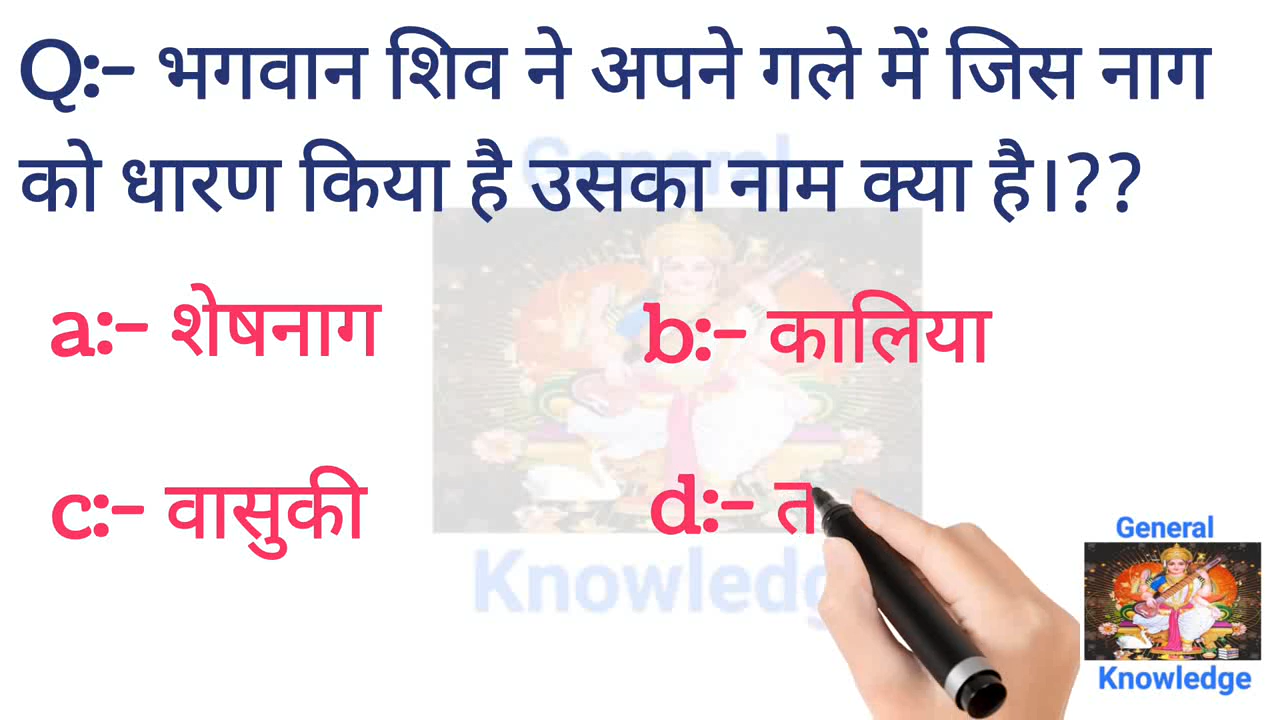 Q:- भगवान शिव ने अपने गले में जिस नाग
को धारण किया है उसका नाम क्या है।??
a:- शेषनाग
b:- कालिया
c:- वासुकी
d:- त
General
Knowledge
General
Knowledge